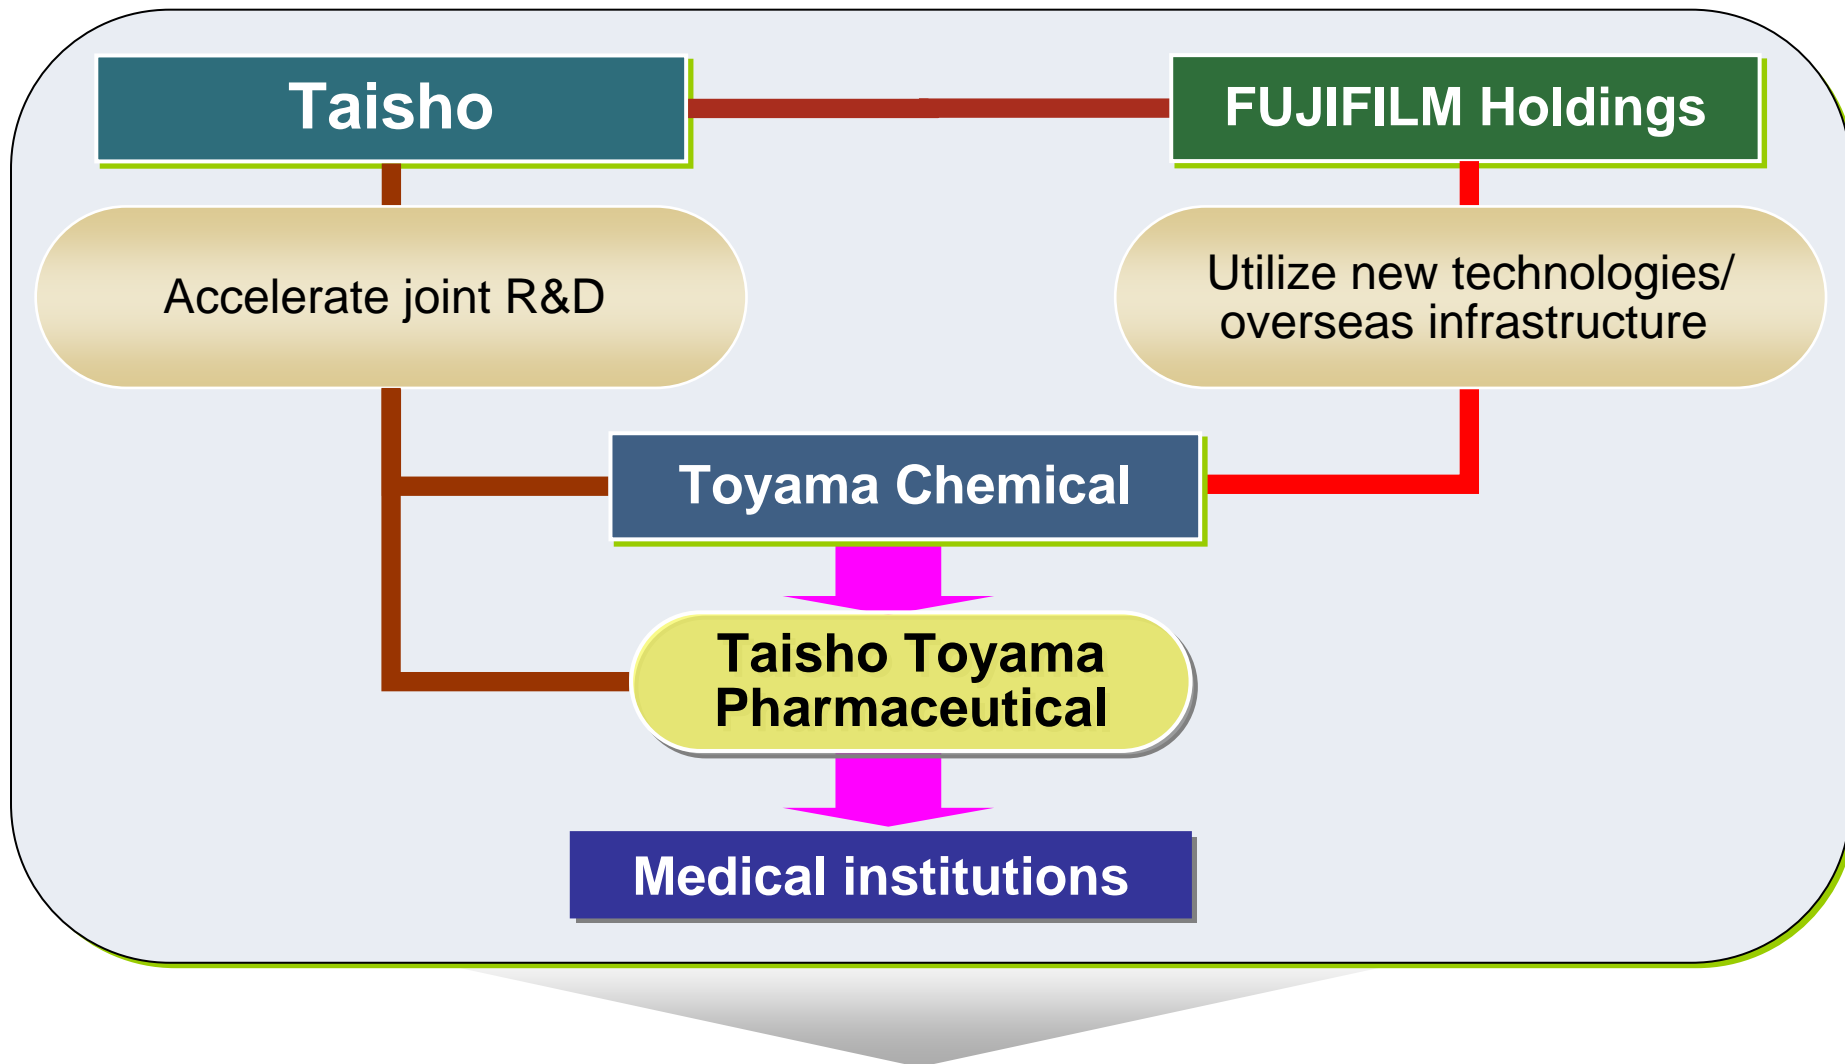 Taisho
FUJIFILM Holdings
Accelerate joint R&D
Utilize new technologies/
overseas infrastructure
Toyama Chemical
Taisho Toyama
Pharmaceutical
Medical institutions